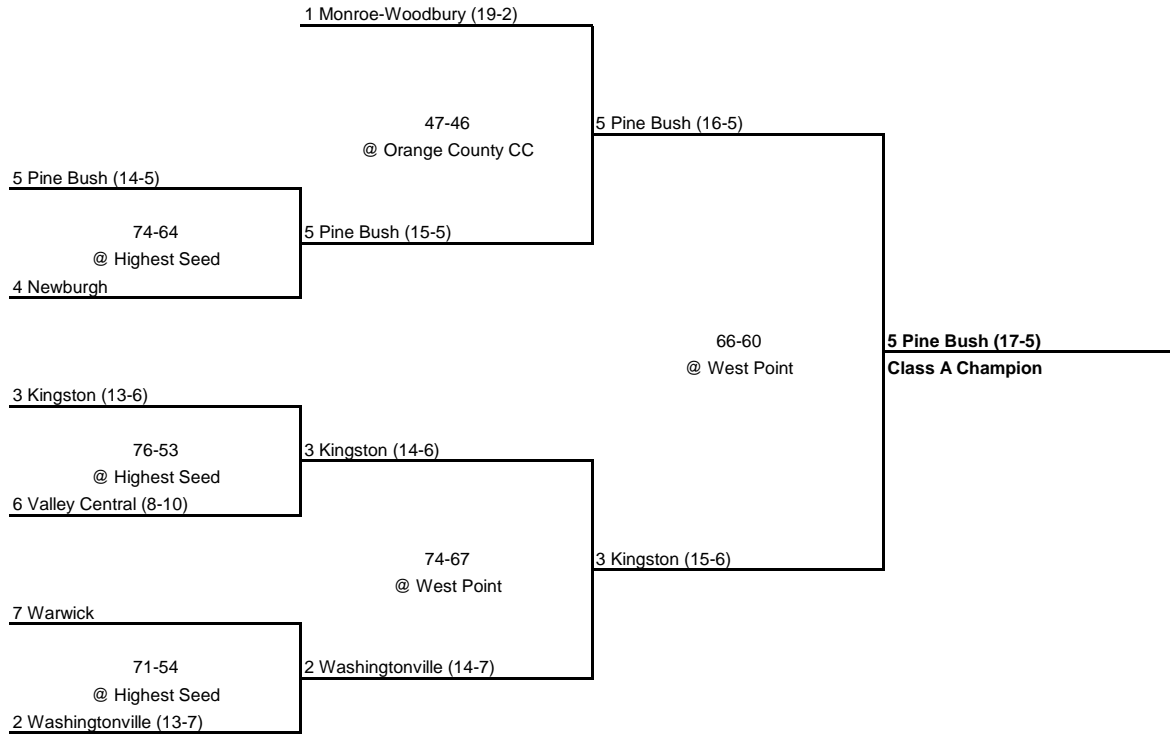 1 Monroe-Woodbury (19-2)
47-46
5 Pine Bush (16-5)
@ Orange County CC
5 Pine Bush (14-5)
74-64
5 Pine Bush (15-5)
@ Highest Seed
4 Newburgh
66-60
5 Pine Bush (17-5)
@ West Point
Class A Champion
3 Kingston (13-6)
76-53
3 Kingston (14-6)
@ Highest Seed
6 Valley Central (8-10)
74-67
3 Kingston (15-6)
@ West Point
7 Warwick
71-54
2 Washingtonville (14-7)
@ Highest Seed
2 Washingtonville (13-7)